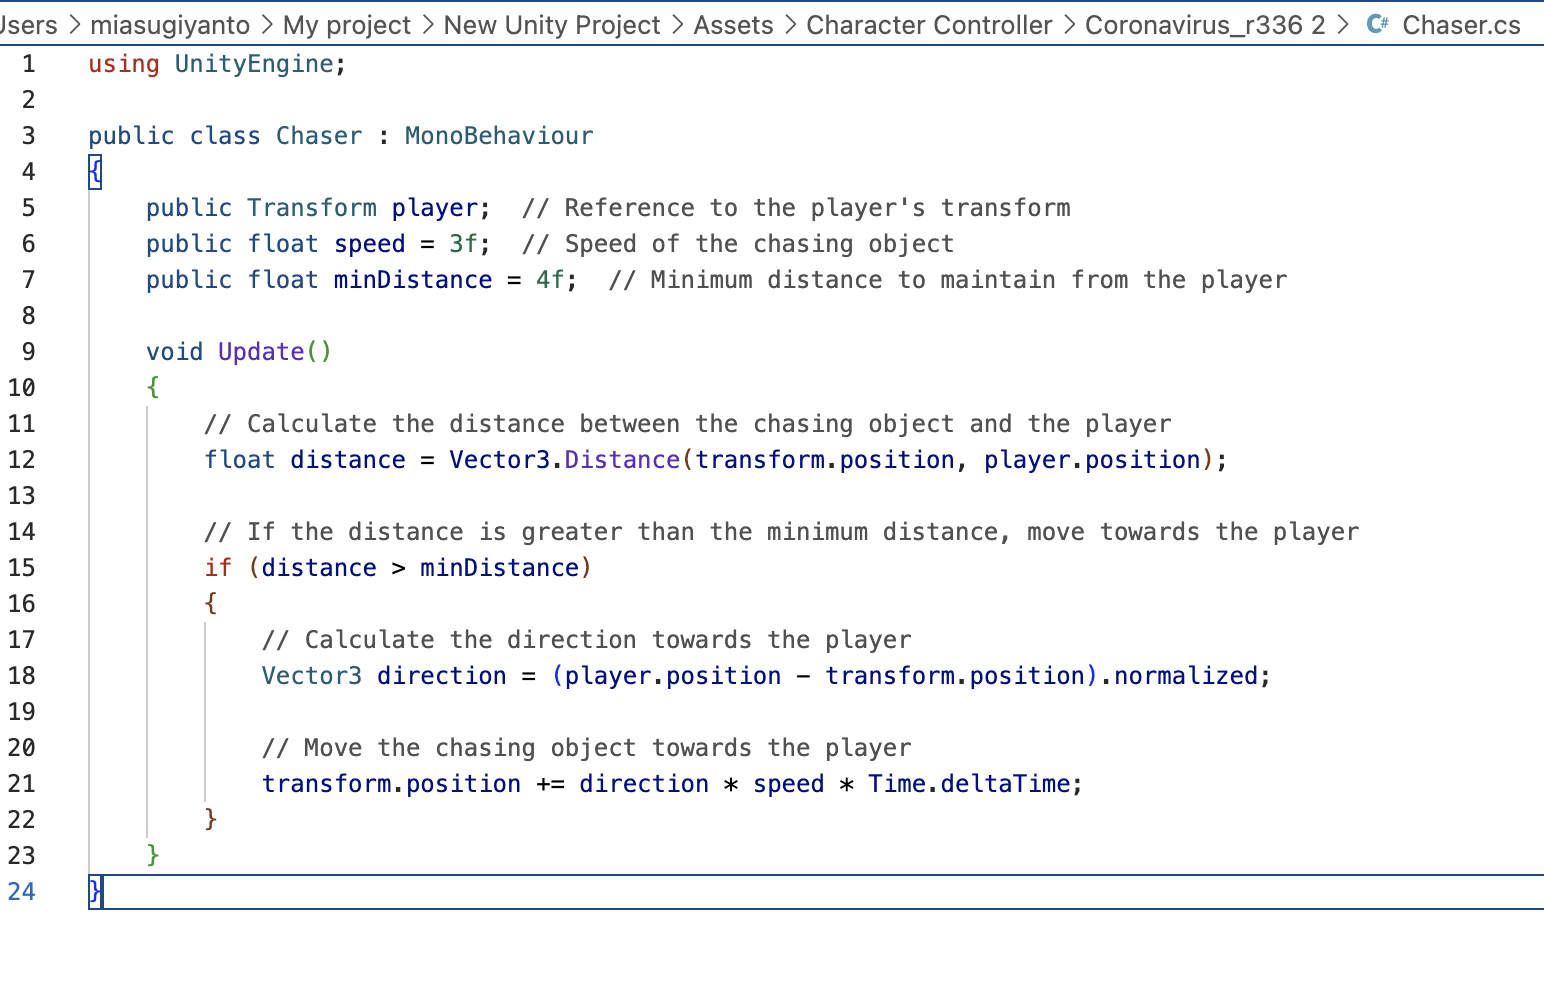 Users > miasugiyanto > My project > New Unity Project > Assets > Character Controller > Coronavirus_r336 2 > C# Chaser.cs
1 using UnityEngine;
2
3 public class Chaser : MonoBehaviour
4 {
5 public Transform player;  // Reference to the player's transform
6 public float speed = 3f;  // Speed of the chasing object
7 public float minDistance = 4f;  // Minimum distance to maintain from the player
8
9 void Update()
10 {
11 // Calculate the distance between the chasing object and the player
12 float distance = Vector3.Distance(transform.position, player.position);
13
14 // If the distance is greater than the minimum distance, move towards the player
15 if (distance > minDistance)
16 {
17 // Calculate the direction towards the player
18 Vector3 direction = (player.position - transform.position).normalized;
19
20 // Move the chasing object towards the player
21 transform.position += direction * speed * Time.deltaTime;
22 }
23 }
24 }